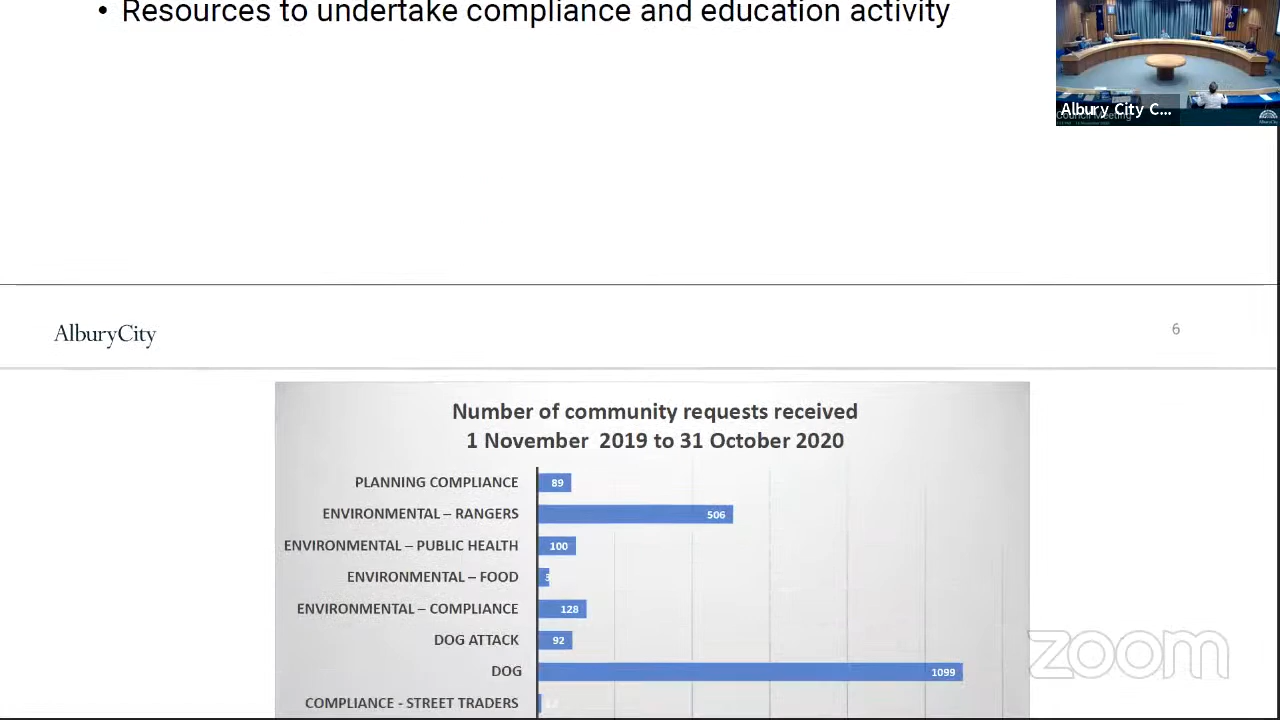 • Resources to undertake compliance and education activity
Albury City C...
Council Meeting
AlburyCity
6
Number of community requests received
1 November 2019 to 31 October 2020
PLANNING COMPLIANCE 89
ENVIRONMENTAL – RANGERS 506
ENVIRONMENTAL – PUBLIC HEALTH 100
ENVIRONMENTAL – FOOD
ENVIRONMENTAL – COMPLIANCE 128
DOG ATTACK 92
DOG 1099
COMPLIANCE - STREET TRADERS
zoom